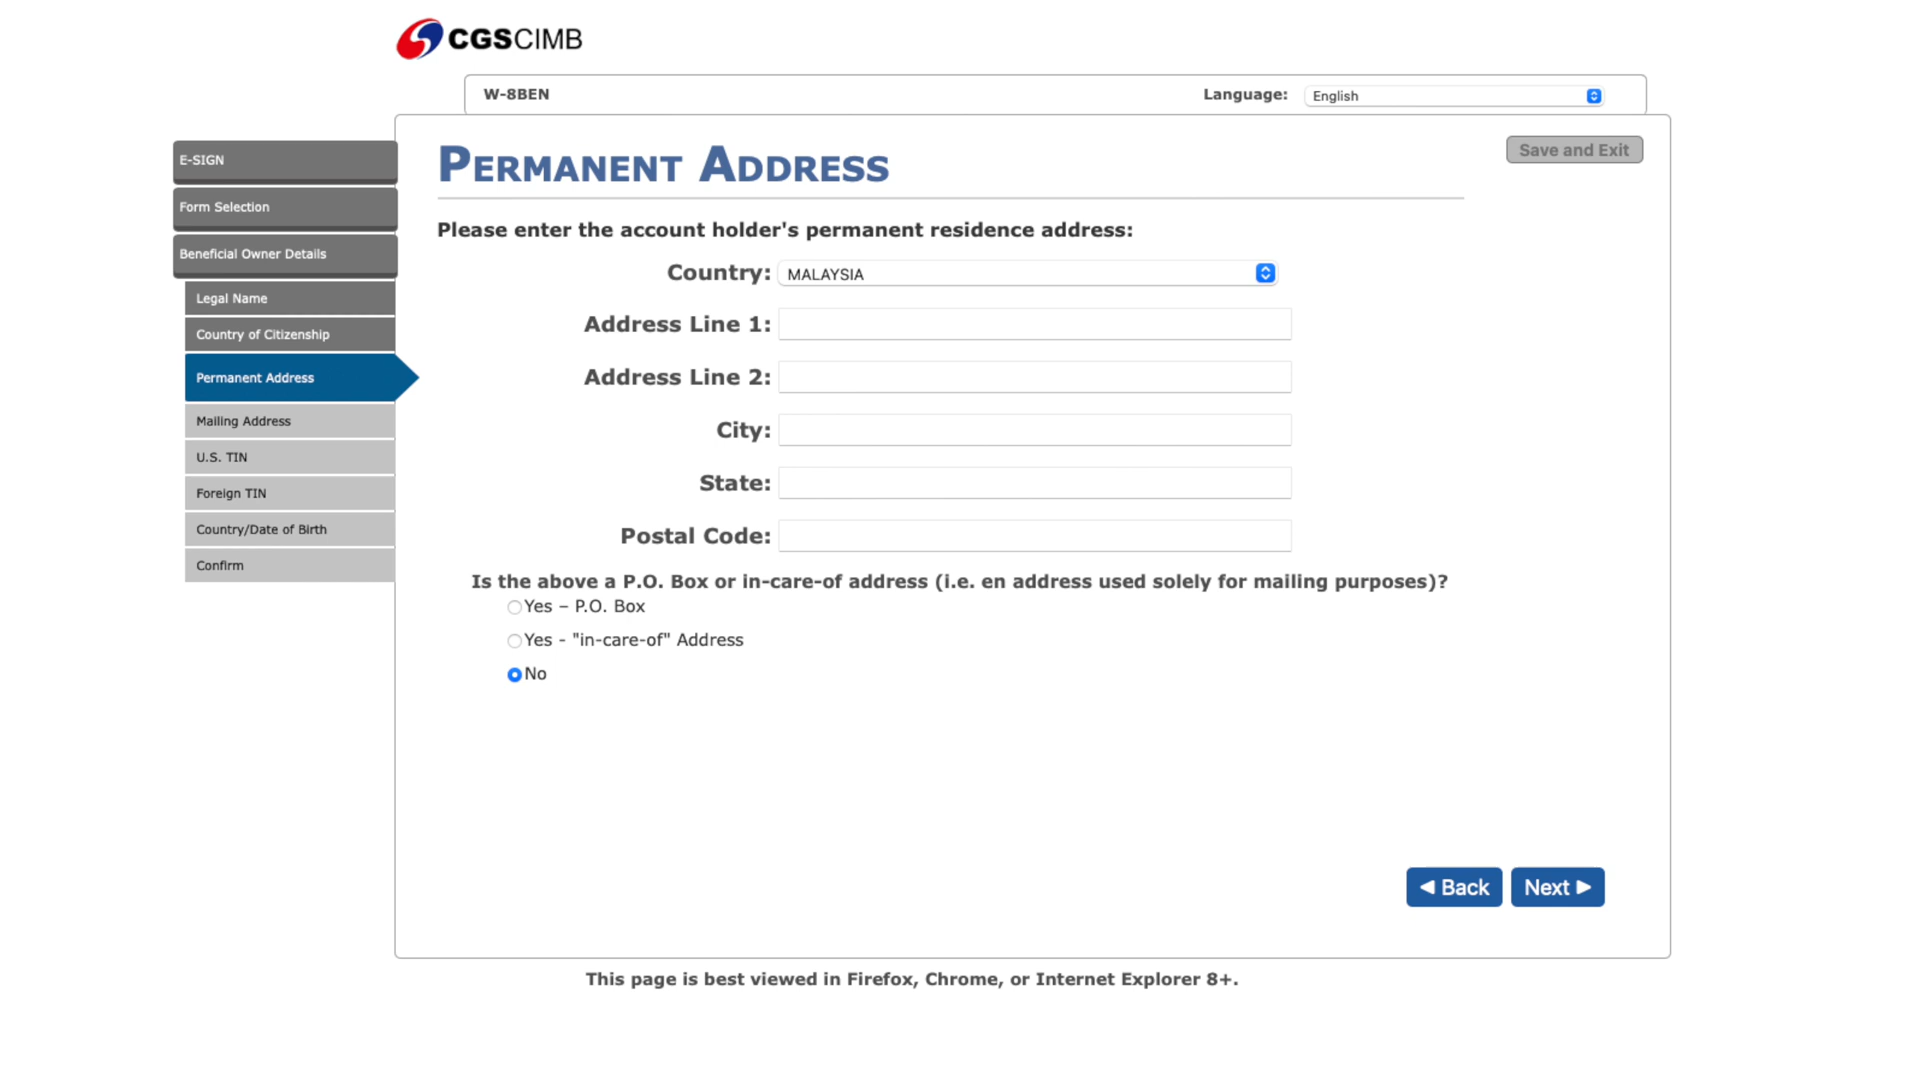 CGSCIMB
W-8BEN
Language: English
Save and Exit
E-SIGN
Form Selection
Beneficial Owner Details
Legal Name
Country of Citizenship
Permanent Address
Mailing Address
U.S. TIN
Foreign TIN
Country/Date of Birth
Confirm
PERMANENT ADDRESS
Please enter the account holder's permanent residence address:
Country: MALAYSIA
Address Line 1:
Address Line 2:
City:
State:
Postal Code:
Is the above a P.O. Box or in-care-of address (i.e. en address used solely for mailing purposes)?
Yes – P.O. Box
Yes - "in-care-of" Address
No
Back Next
This page is best viewed in Firefox, Chrome, or Internet Explorer 8+.